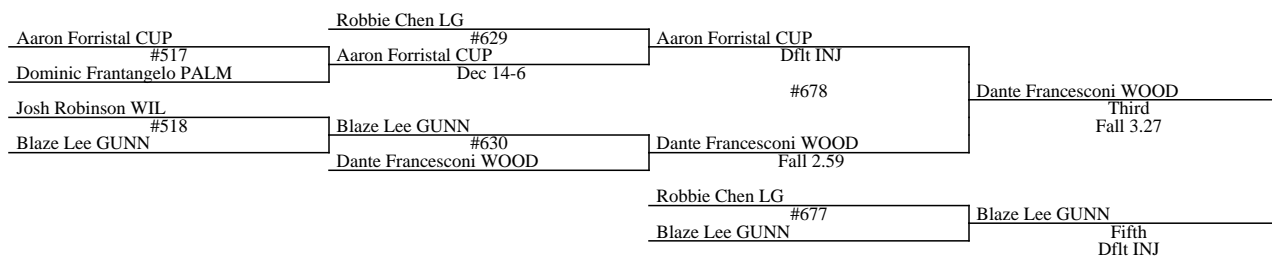 Robbie Chen LG
Aaron Forristal CUP
#629
Aaron Forristal CUP
#517
Aaron Forristal CUP
Dflt INJ
Dominic Frantangelo PALM
Dec 14-6
#678
Dante Francesconi WOOD
Josh Robinson WIL
Third
#518
Blaze Lee GUNN
Fall 3.27
Blaze Lee GUNN
#630
Dante Francesconi WOOD
Dante Francesconi WOOD
Fall 2.59
Robbie Chen LG
#677
Blaze Lee GUNN
Blaze Lee GUNN
Fifth
Dflt INJ